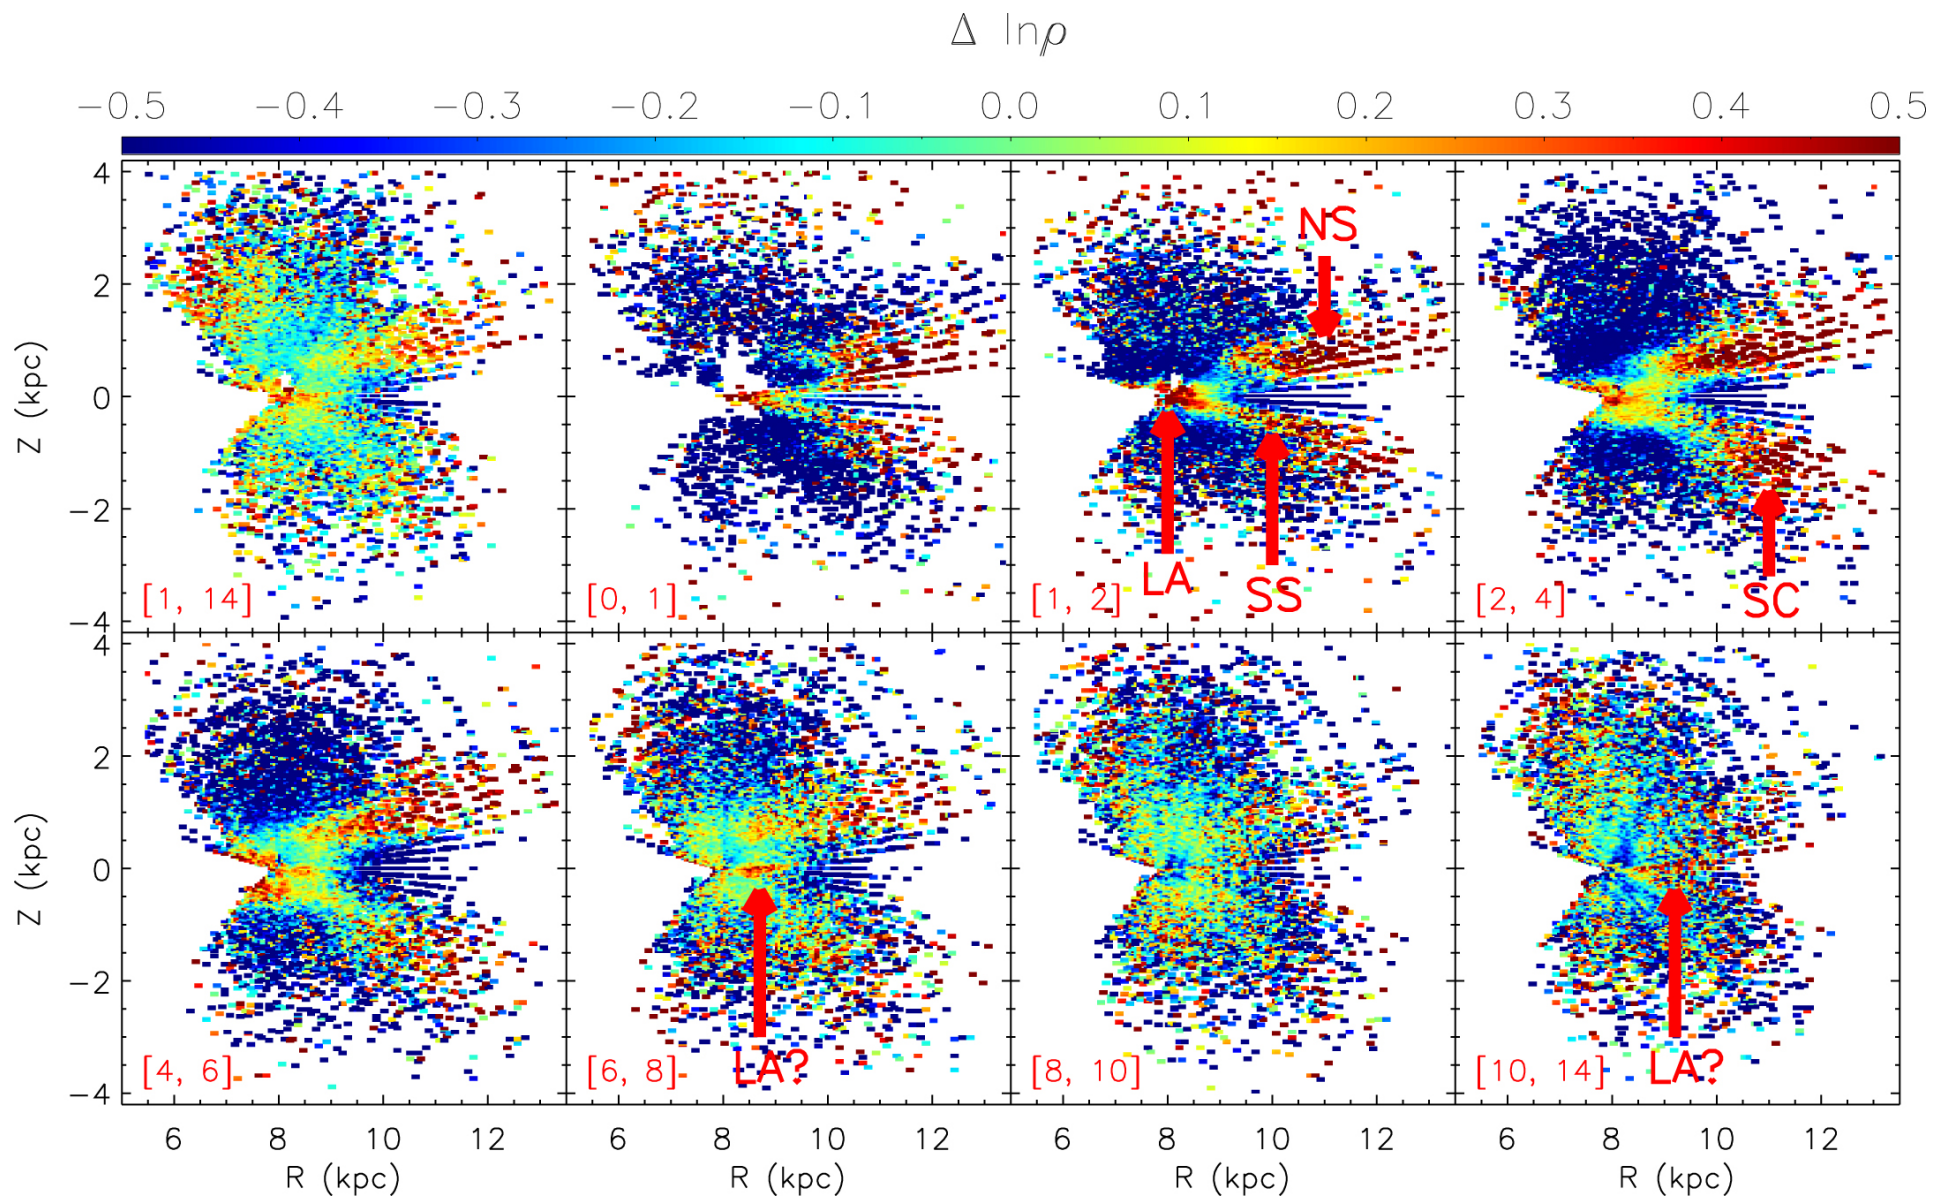 Δ lnρ
−0.5 −0.4 −0.3 −0.2 −0.1 0.0 0.1 0.2 0.3 0.4 0.5
4
2
0
−2
−4
Z (kpc)
[1, 14]
[0, 1]
NS
LA
SS
[1, 2]
SC
[2, 4]
4
2
0
−2
−4
Z (kpc)
[4, 6]
LA?
[6, 8]
[8, 10]
LA?
[10, 14]
6 8 10 12 6 8 10 12 6 8 10 12 6 8 10 12
R (kpc) R (kpc) R (kpc) R (kpc)